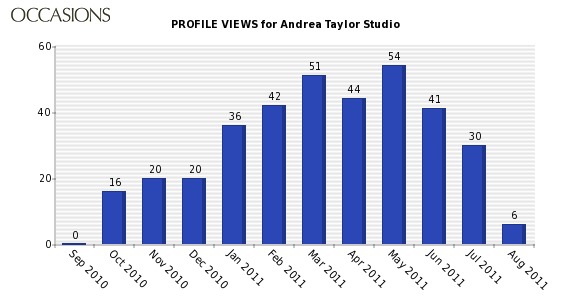 OCCASIONS
PROFILE VIEWS for Andrea Taylor Studio
60
40
20
0
0
16
20
20
36
42
51
44
54
41
30
6
Sep 2010
Oct 2010
Nov 2010
Dec 2010
Jan 2011
Feb 2011
Mar 2011
Apr 2011
May 2011
Jun 2011
Jul 2011
Aug 2011